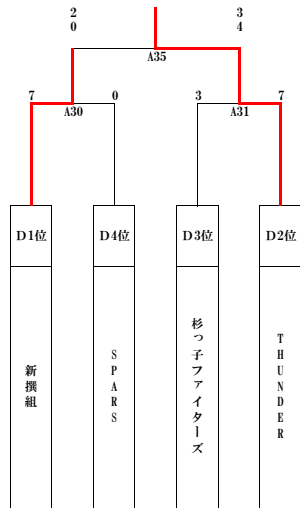 2 3
0 4
A35
7 0 3 7
A30 A31
D1位 D4位 D3位 D2位
新撰組
SPARS
杉っ子ファイターズ
THUNDER